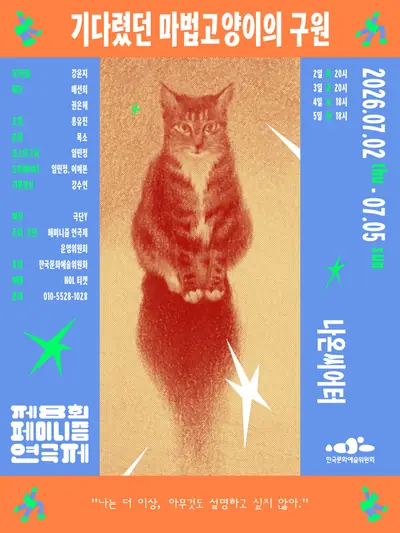 기다렸던 마법고양이의 구원
강윤지
배선희
권은혜
홍유진
목소
임민정
임민정, 이예본
강수연
극단Y
페미니즘 연극제
운영위원회
한국문화예술위원회
NOL 티켓
010-5528-1028
제8회
페미니즘
연극제
2일 목 20시
3일 금 20시
4일 토 18시
5일 일 18시
2026.07.02 thu - 07.05 sun
나온씨어터
한국문화예술위원회
"나는 더 이상, 아무것도 설명하고 싶지 않아."